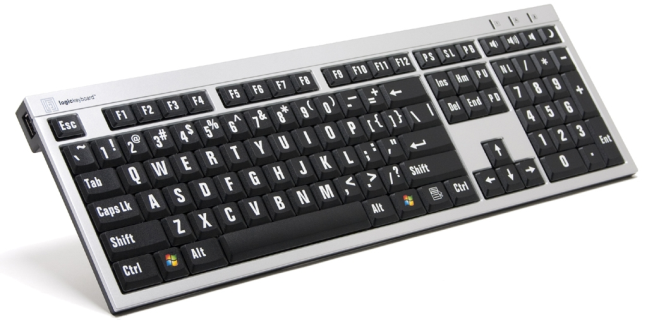 logickeyboard
Esc F1 F2 F3 F4 F5 F6 F7 F8 F9 F10 F11 F12 PS SL PB
~ ` 1 ! 2 @ 3 # 4 $ 5 % 6 ^ 7 & 8 * 9 ( 0 ) - _ = + ← Ins Hm PU NL / * -
Tab Q W E R T Y U I O P [ { ] } \ | Del End PD 7 8 9 +
Caps Lk A S D F G H J K L ; : ' " ↵ 4 5 6
Shift Z X C V B N M , < . > / ? Shift ↑ 1 2 3 Ent
Ctrl Alt Alt Ctrl ← ↓ → 0 .